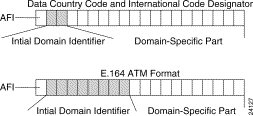 Data Country Code and International Code Designator
AFI
Intial Domain Identifier
Domain-Specific Part
E.164 ATM Format
AFI
Intial Domain Identifier
Domain-Specific Part
24127